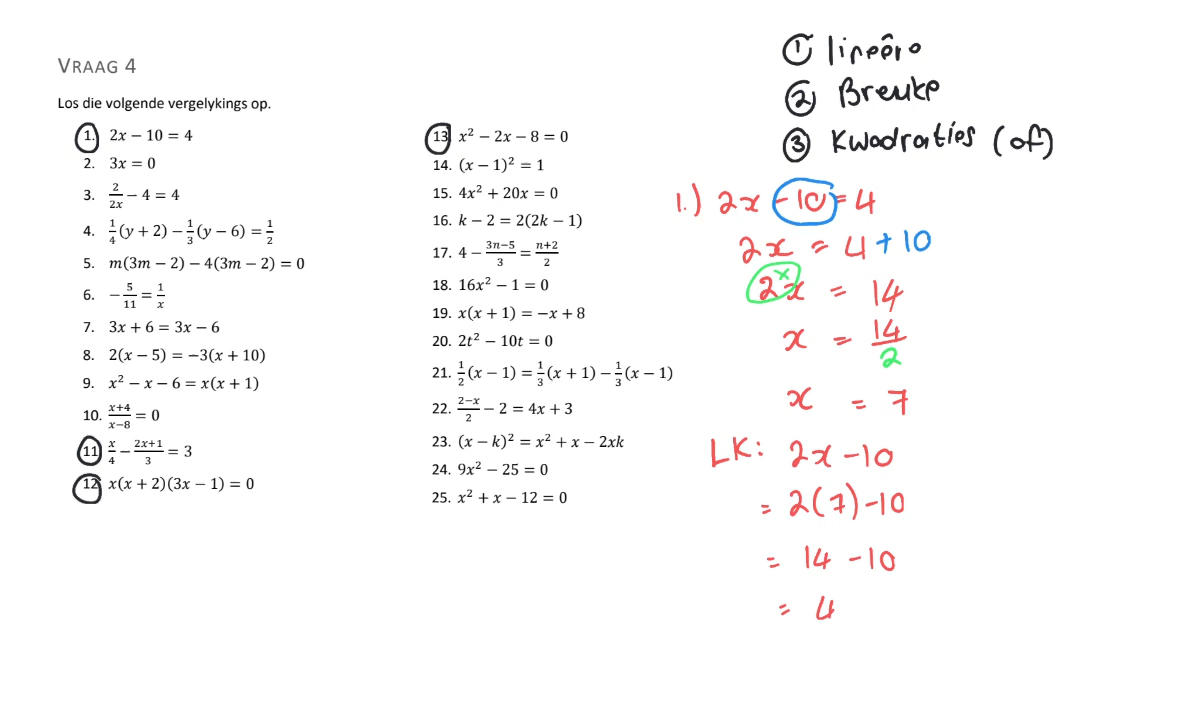 VRAAG 4
Los die volgende vergelykings op.
1. 2x − 10 = 4
2. 3x = 0
3. 2/2x − 4 = 4
4. 1/4(y + 2) − 1/3(y − 6) = 1/2
5. m(3m − 2) − 4(3m − 2) = 0
6. −5/11 = 1/x
7. 3x + 6 = 3x − 6
8. 2(x − 5) = −3(x + 10)
9. x² − x − 6 = x(x + 1)
10. x+4/x−8 = 0
11. x/4 − 2x+1/3 = 3
12. x(x + 2)(3x − 1) = 0
13. x² − 2x − 8 = 0
14. (x − 1)² = 1
15. 4x² + 20x = 0
16. k − 2 = 2(2k − 1)
17. 4 − 3n−5/3 = n+2/2
18. 16x² − 1 = 0
19. x(x + 1) = −x + 8
20. 2t² − 10t = 0
21. 1/2(x − 1) = 1/3(x + 1) − 1/3(x − 1)
22. 2−x/2 − 2 = 4x + 3
23. (x − k)² = x² + x − 2xk
24. 9x² − 25 = 0
25. x² + x − 12 = 0
① lineêre
② Breuke
③ Kwadraties (of)
1.) 2x − 10 = 4
2x = 4 + 10
2x = 14
x = 14/2
x = 7
LK: 2x − 10
= 2(7) − 10
= 14 − 10
= 4